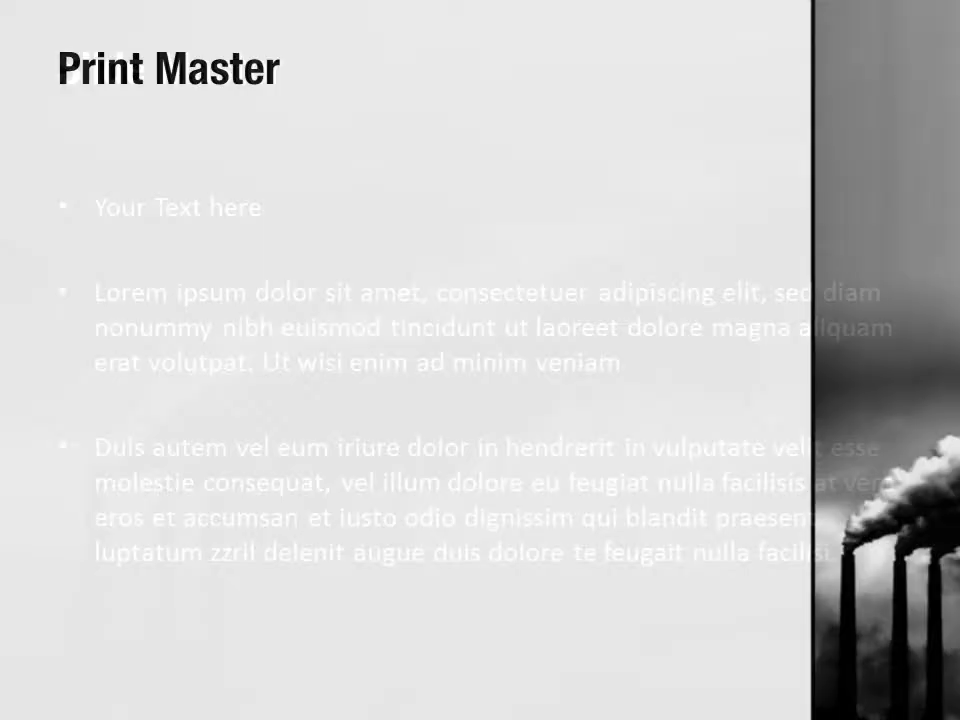 Print Master
• Your Text here
• Lorem ipsum dolor sit amet, consectetuer adipiscing elit, sed diam
nonummy nibh euismod tincidunt ut laoreet dolore magna aliquam
erat volutpat. Ut wisi enim ad minim veniam
• Duis autem vel eum iriure dolor in hendrerit in vulputate velit esse
molestie consequat, vel illum dolore eu feugiat nulla facilisis at vero
eros et accumsan et iusto odio dignissim qui blandit praesent
luptatum zzril delenit augue duis dolore te feugait nulla facilisi.